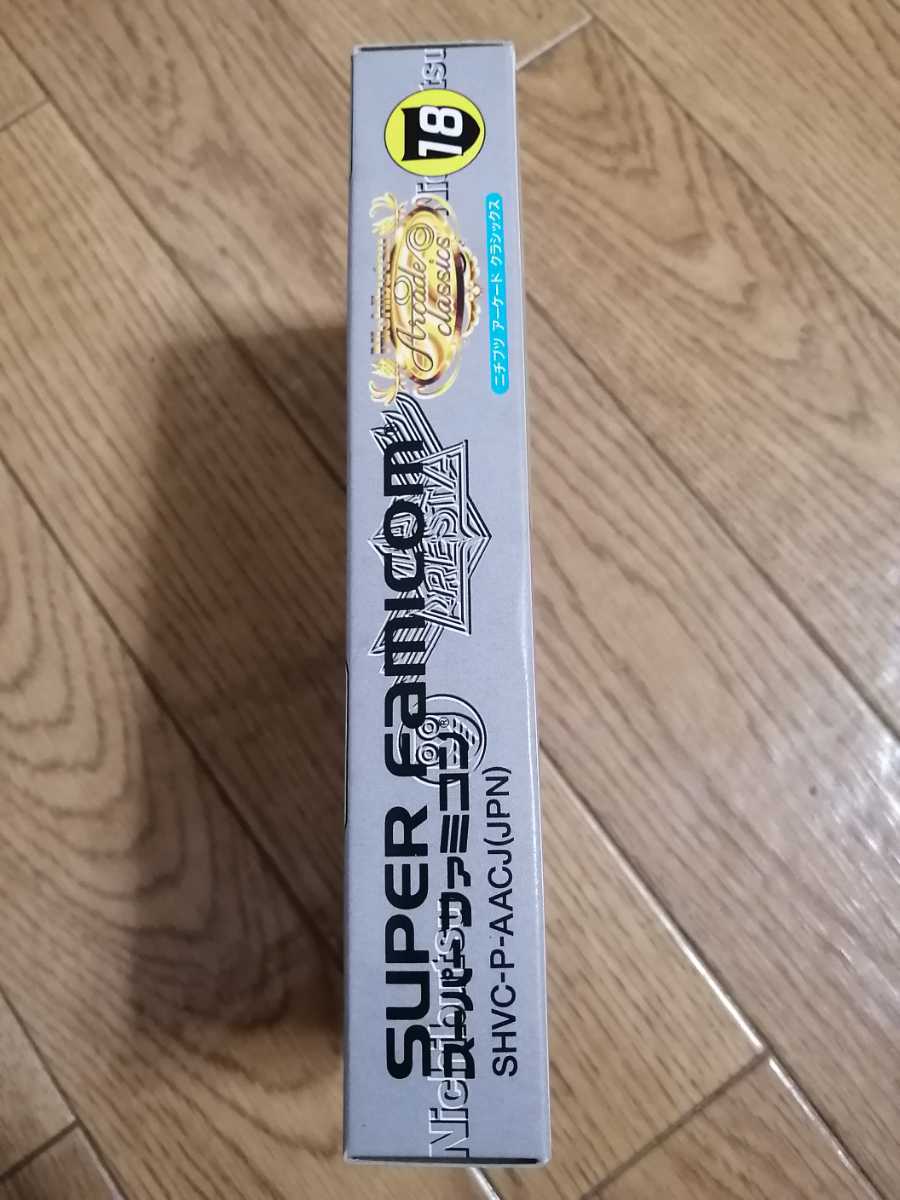 SUPER Famicom
スーパーファミコン®
SHVC-P-AACJ(JPN)
Nichibutsu
CRESTA
Nichibutsu
Arcade classics
ニチブツ アーケード クラシックス
18